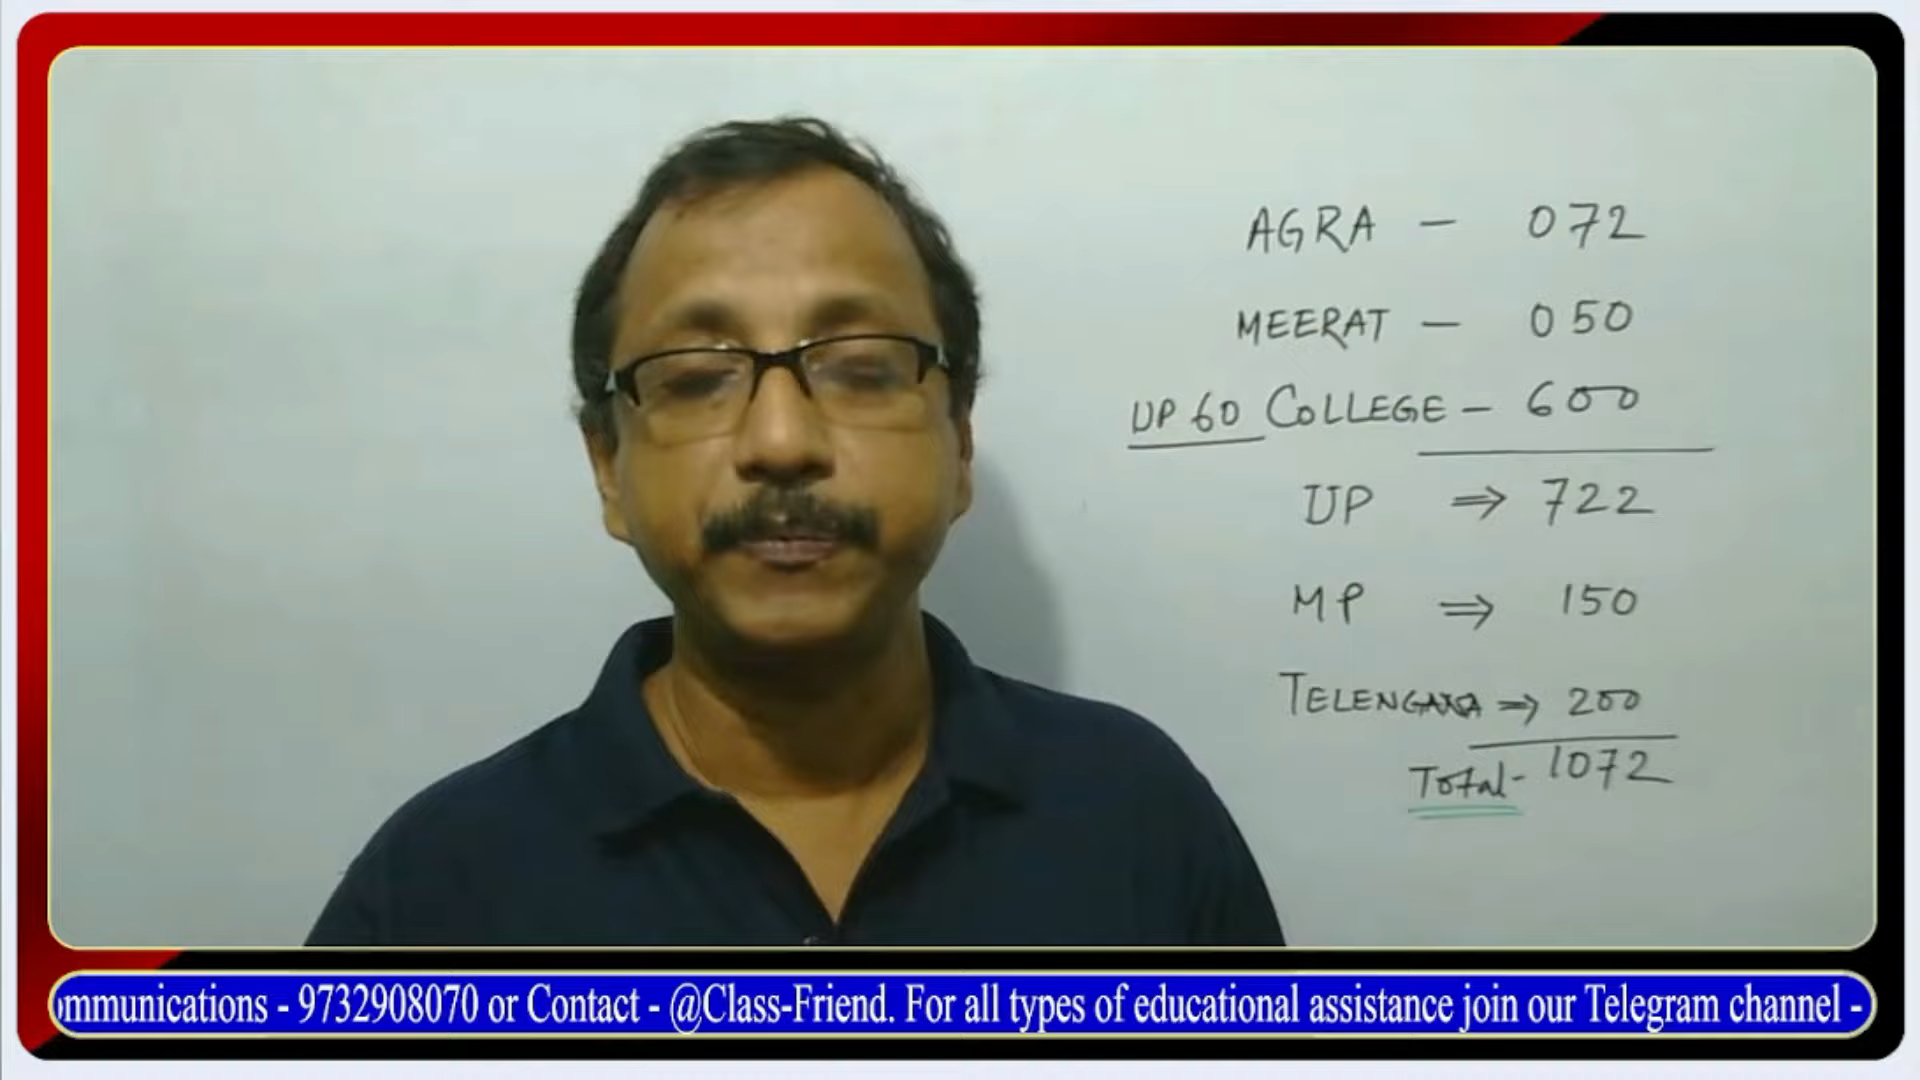 AGRA - 072
MEERAT - 050
UP 60 COLLEGE - 600
UP ⇒ 722
MP ⇒ 150
TELENGANA ⇒ 200
Total - 1072
ommunications - 9732908070 or Contact - @Class-Friend. For all types of educational assistance join our Telegram channel -